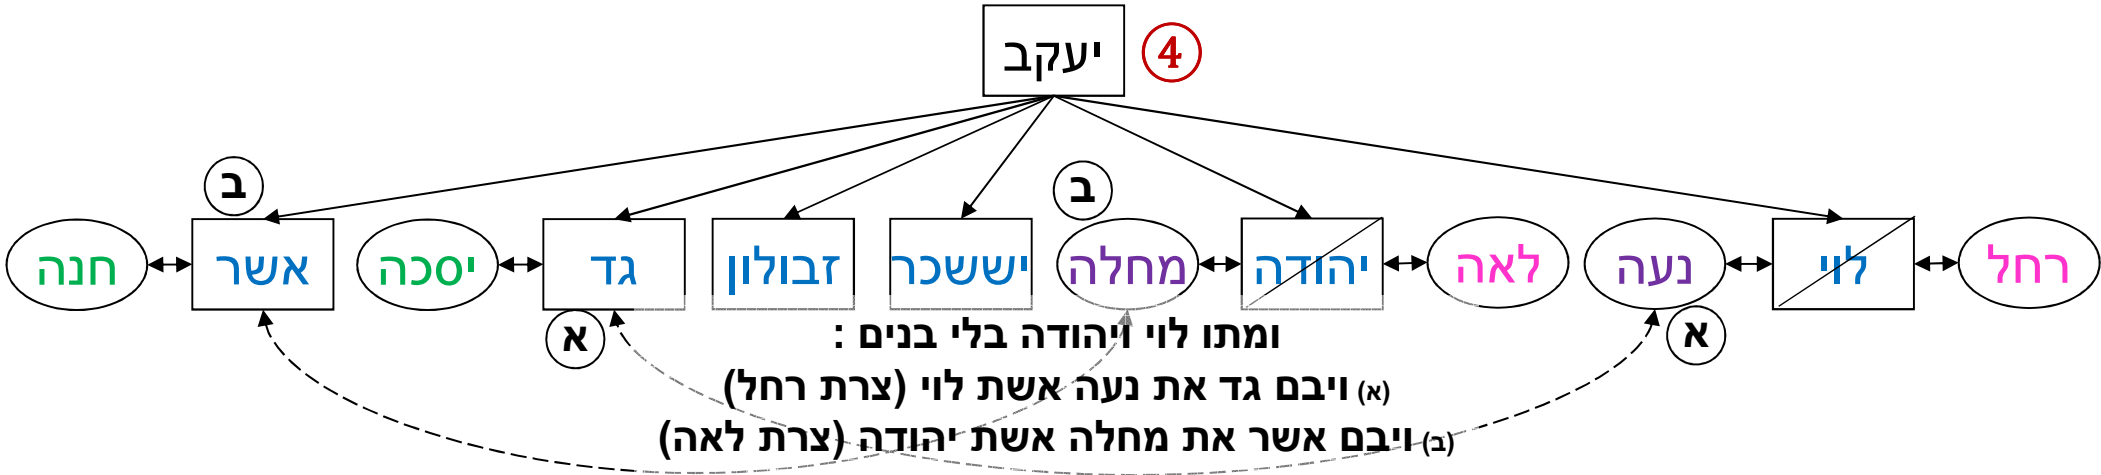 יעקב ④
ב ב
רחל לוי נעה לאה יהודה מחלה יששכר זבולון גד יסכה אשר חנה
א א
ומתו לוי ויהודה בלי בנים :
(א) ויבם גד את נעה אשת לוי (צרת רחל)
(ב) ויבם אשר את מחלה אשת יהודה (צרת לאה)